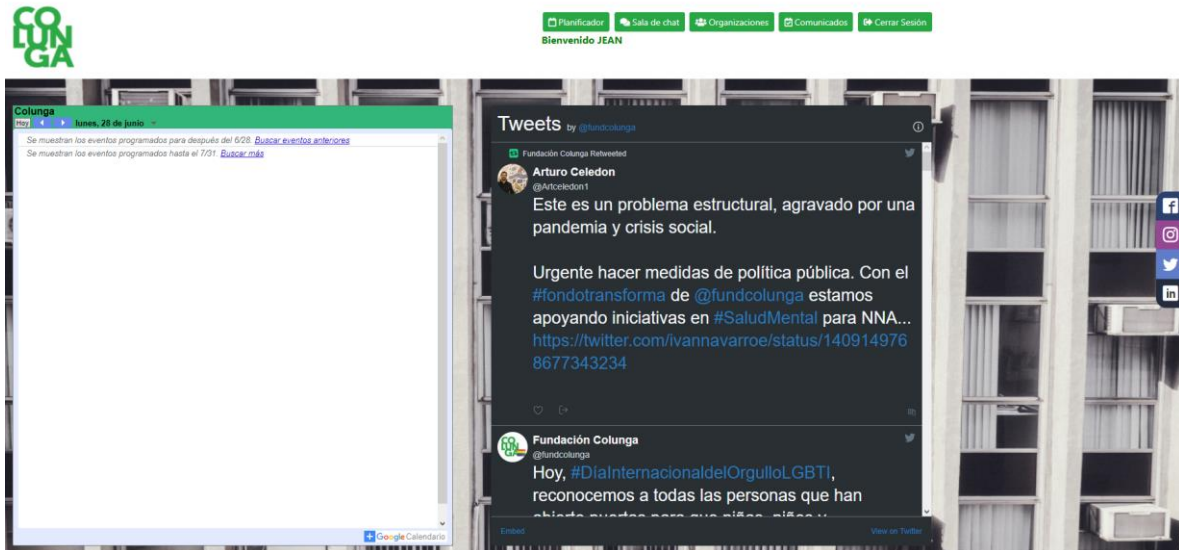 CO
LUN
GA
Planificador Sala de chat Organizaciones Comunicados Cerrar Sesión
Bienvenido JEAN
Colunga
Hoy lunes, 28 de junio
Se muestran los eventos programados para después del 6/28. Buscar eventos anteriores
Se muestran los eventos programados hasta el 7/31. Buscar más
Google Calendario
Tweets by @fundcolunga
Fundación Colunga Retweeted
Arturo Celedon
@Artceledon1
Este es un problema estructural, agravado por una
pandemia y crisis social.
Urgente hacer medidas de política pública. Con el
#fondotransforma de @fundcolunga estamos
apoyando iniciativas en #SaludMental para NNA...
https://twitter.com/ivannavarroe/status/140914976
8677343234
Fundación Colunga
@fundcolunga
Hoy, #DíaInternacionaldelOrgulloLGBTI,
reconocemos a todas las personas que han
Embed View on Twitter